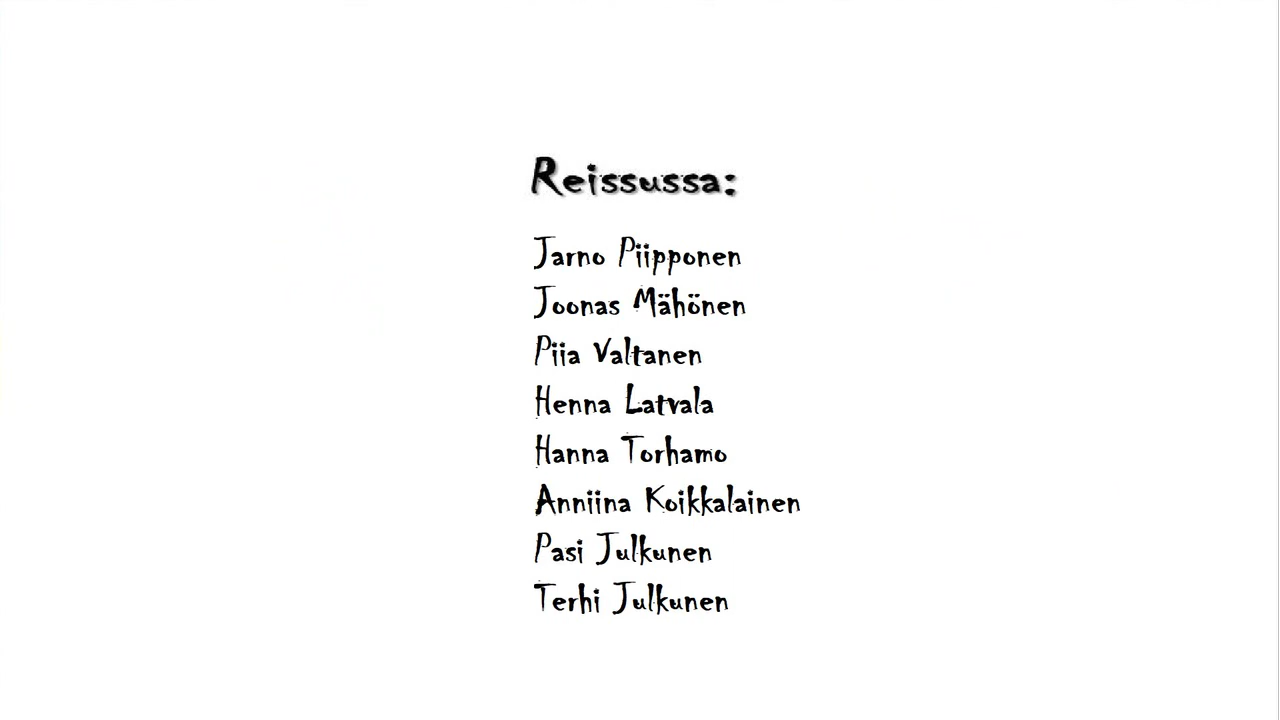 Reissussa:
Jarno Piipponen
Joonas Mähönen
Piia Valtanen
Henna Latvala
Hanna Torhamo
Anniina Koikkalainen
Pasi Julkunen
Terhi Julkunen